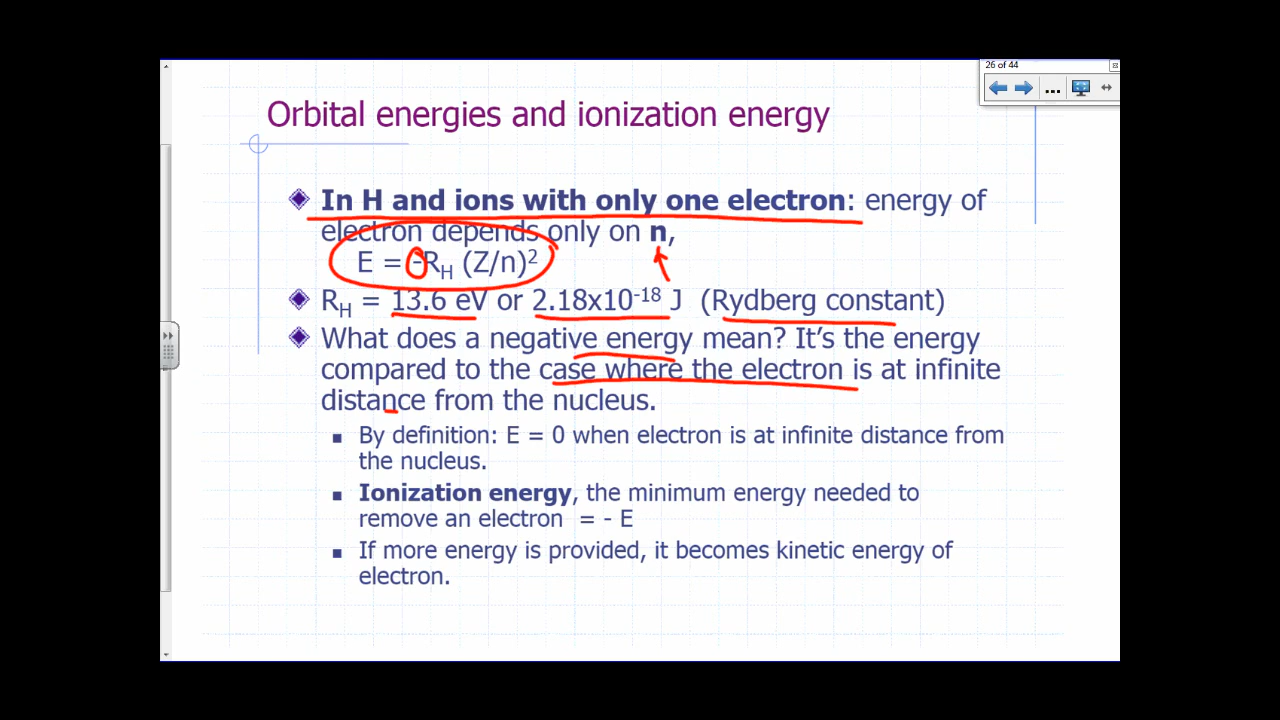 26 of 44
Orbital energies and ionization energy
In H and ions with only one electron: energy of
electron depends only on n,
E = -R_H (Z/n)²
R_H = 13.6 eV or 2.18x10⁻¹⁸ J (Rydberg constant)
What does a negative energy mean? It’s the energy
compared to the case where the electron is at infinite
distance from the nucleus.
By definition: E = 0 when electron is at infinite distance from
the nucleus.
Ionization energy, the minimum energy needed to
remove an electron = - E
If more energy is provided, it becomes kinetic energy of
electron.